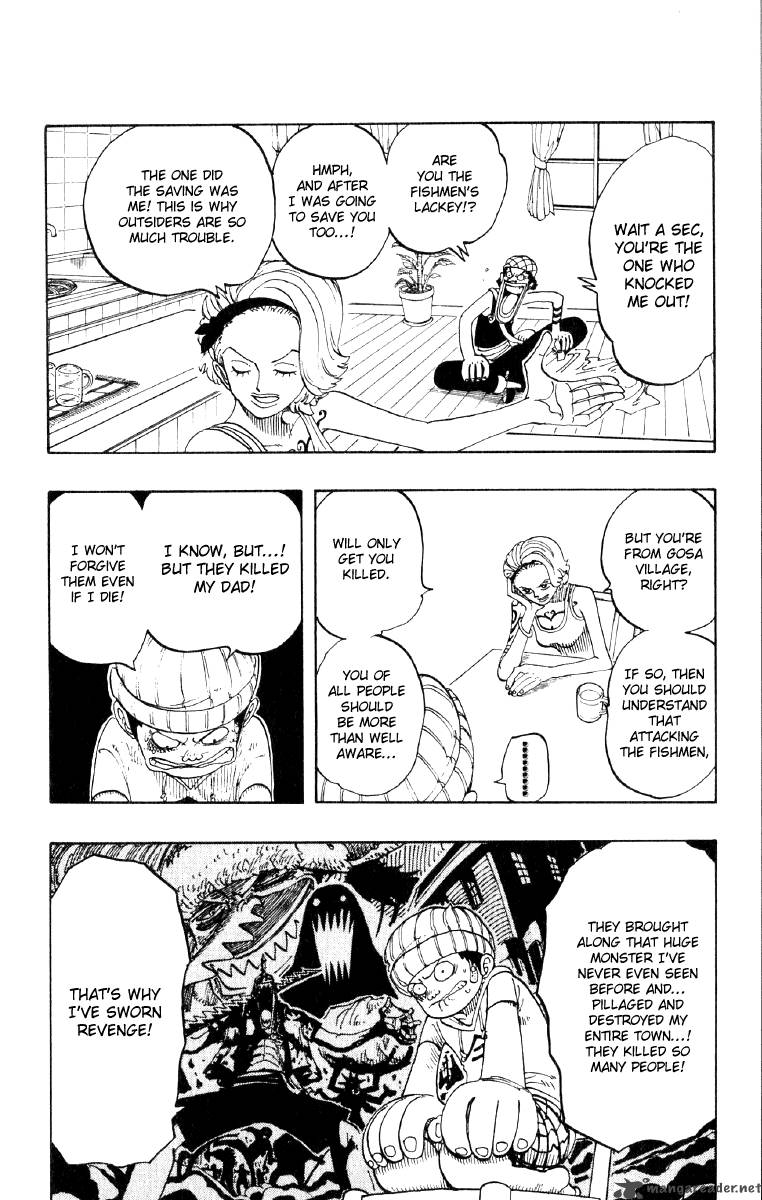 WAIT A SEC,
YOU'RE THE
ONE WHO
KNOCKED
ME OUT!
ARE
YOU THE
FISHMEN'S
LACKEY!?
HMPH,
AND AFTER
I WAS GOING
TO SAVE YOU
TOO...!
THE ONE DID
THE SAVING WAS
ME! THIS IS WHY
OUTSIDERS ARE SO
MUCH TROUBLE.
BUT YOU'RE
FROM GOSA
VILLAGE,
RIGHT?
IF SO, THEN
YOU SHOULD
UNDERSTAND
THAT
ATTACKING
THE FISHMEN,
WILL ONLY
GET YOU
KILLED.
YOU OF
ALL PEOPLE
SHOULD
BE MORE
THAN WELL
AWARE...
I KNOW, BUT...!
BUT THEY KILLED
MY DAD!
I WON'T
FORGIVE
THEM EVEN
IF I DIE!
THEY BROUGHT
ALONG THAT HUGE
MONSTER I'VE
NEVER EVEN SEEN
BEFORE AND...
PILLAGED AND
DESTROYED MY
ENTIRE TOWN...!
THEY KILLED SO
MANY PEOPLE!
THAT'S WHY
I'VE SWORN
REVENGE!
mangareader.net